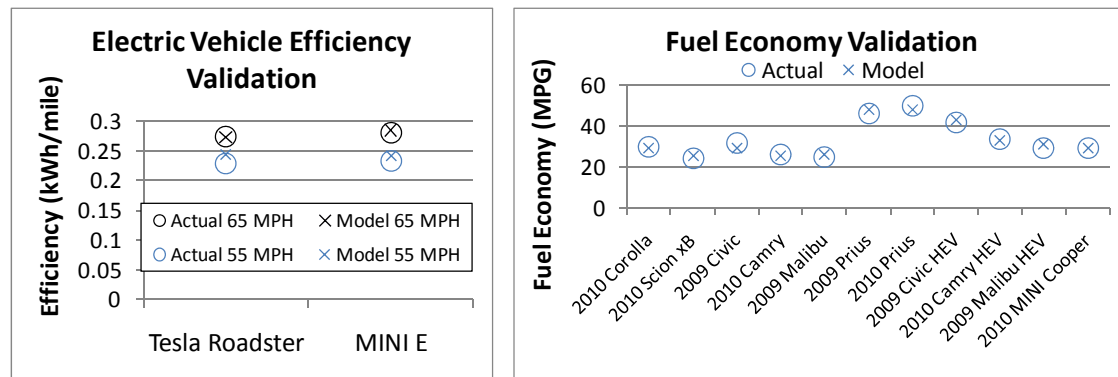 Electric Vehicle Efficiency
Validation
Efficiency (kWh/mile)
0.3
0.25
0.2
0.15
0.1
0.05
0
Actual 65 MPH
Model 65 MPH
Actual 55 MPH
Model 55 MPH
Tesla Roadster
MINI E
Fuel Economy Validation
Actual
Model
Fuel Economy (MPG)
60
40
20
0
2010 Corolla
2010 Scion xB
2009 Civic
2010 Camry
2009 Malibu
2009 Prius
2010 Prius
2009 Civic HEV
2010 Camry HEV
2009 Malibu HEV
2010 MINI Cooper